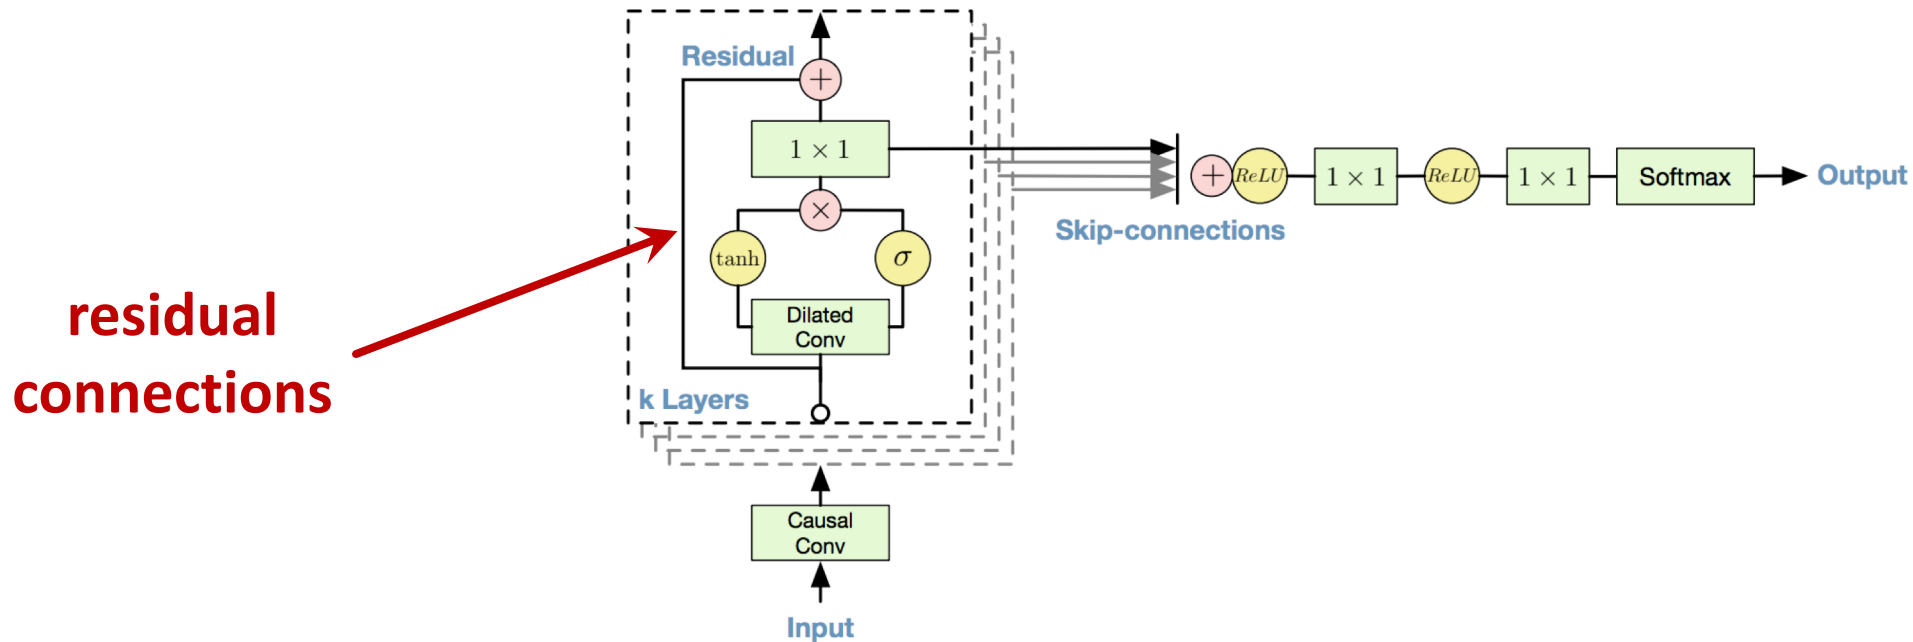 Residual
+
1 × 1
×
tanh
σ
Dilated
Conv
k Layers
Causal
Conv
Input
residual
connections
Skip-connections
+
ReLU
1 × 1
ReLU
1 × 1
Softmax
Output